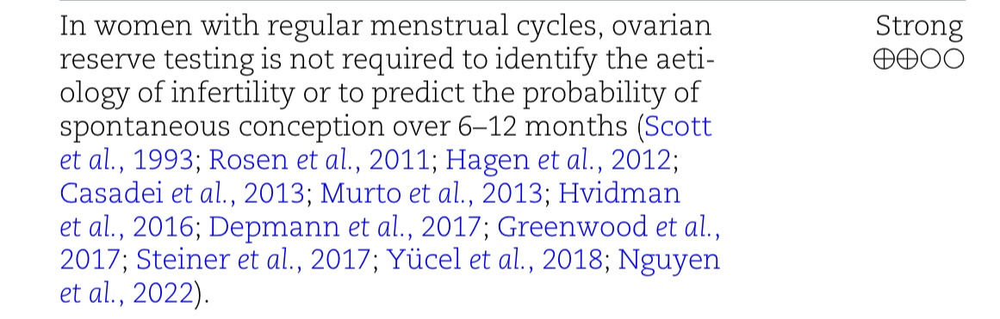 In women with regular menstrual cycles, ovarian
reserve testing is not required to identify the aeti-
ology of infertility or to predict the probability of
spontaneous conception over 6–12 months (Scott
et al., 1993; Rosen et al., 2011; Hagen et al., 2012;
Casadei et al., 2013; Murto et al., 2013; Hvidman
et al., 2016; Depmann et al., 2017; Greenwood et al.,
2017; Steiner et al., 2017; Yücel et al., 2018; Nguyen
et al., 2022).
Strong
⊕⊕○○